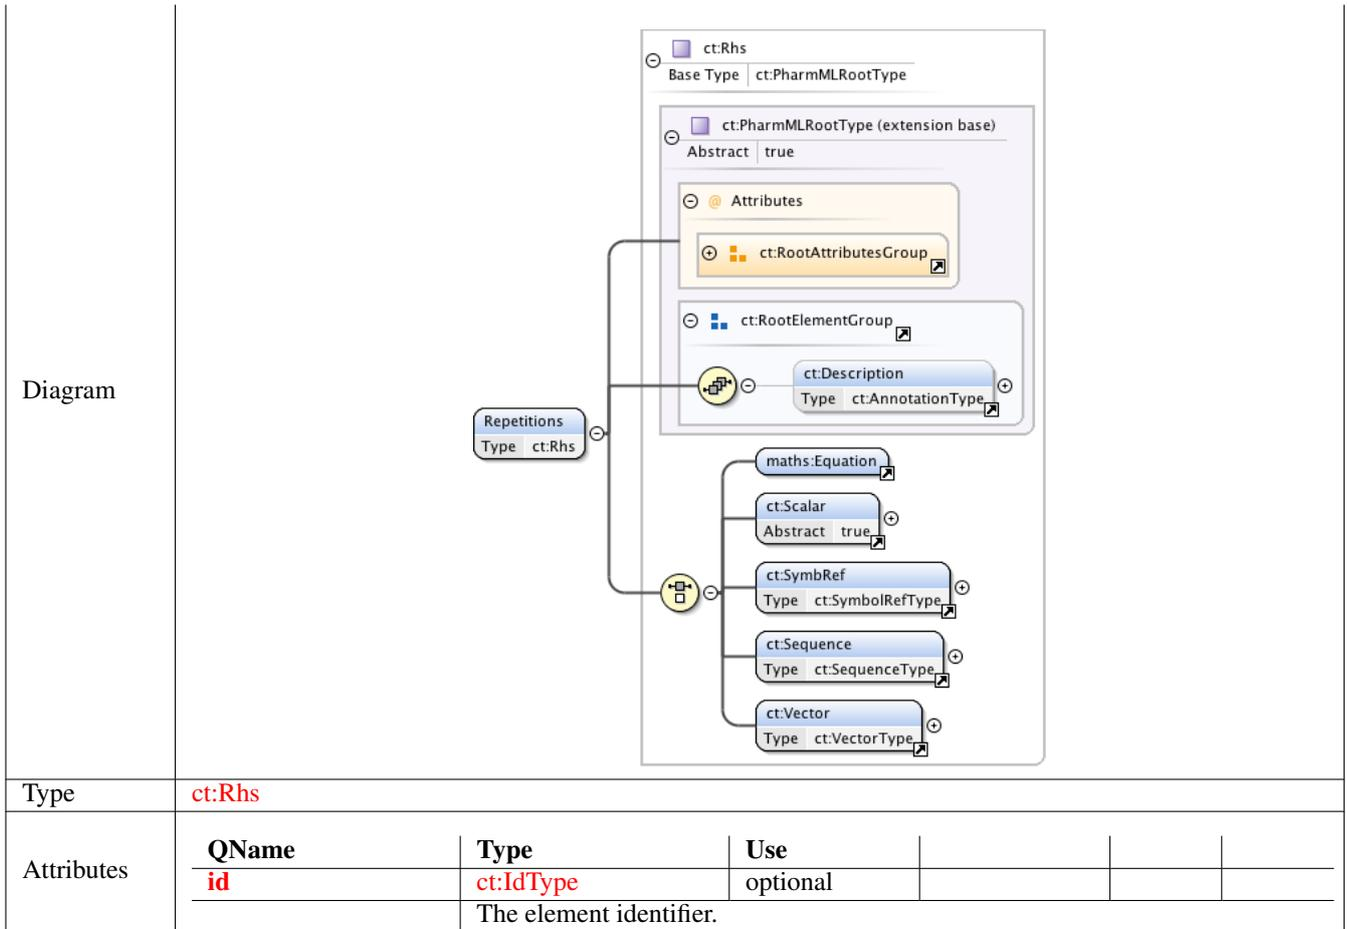 Diagram
ct:Rhs
Base Type ct:PharmMLRootType
ct:PharmMLRootType (extension base)
Abstract true
@ Attributes
ct:RootAttributesGroup
ct:RootElementGroup
ct:Description
Type ct:AnnotationType
Repetitions
Type ct:Rhs
maths:Equation
ct:Scalar
Abstract true
ct:SymbRef
Type ct:SymbolRefType
ct:Sequence
Type ct:SequenceType
ct:Vector
Type ct:VectorType
Type ct:Rhs
Attributes
QName Type Use
id ct:IdType optional
The element identifier.